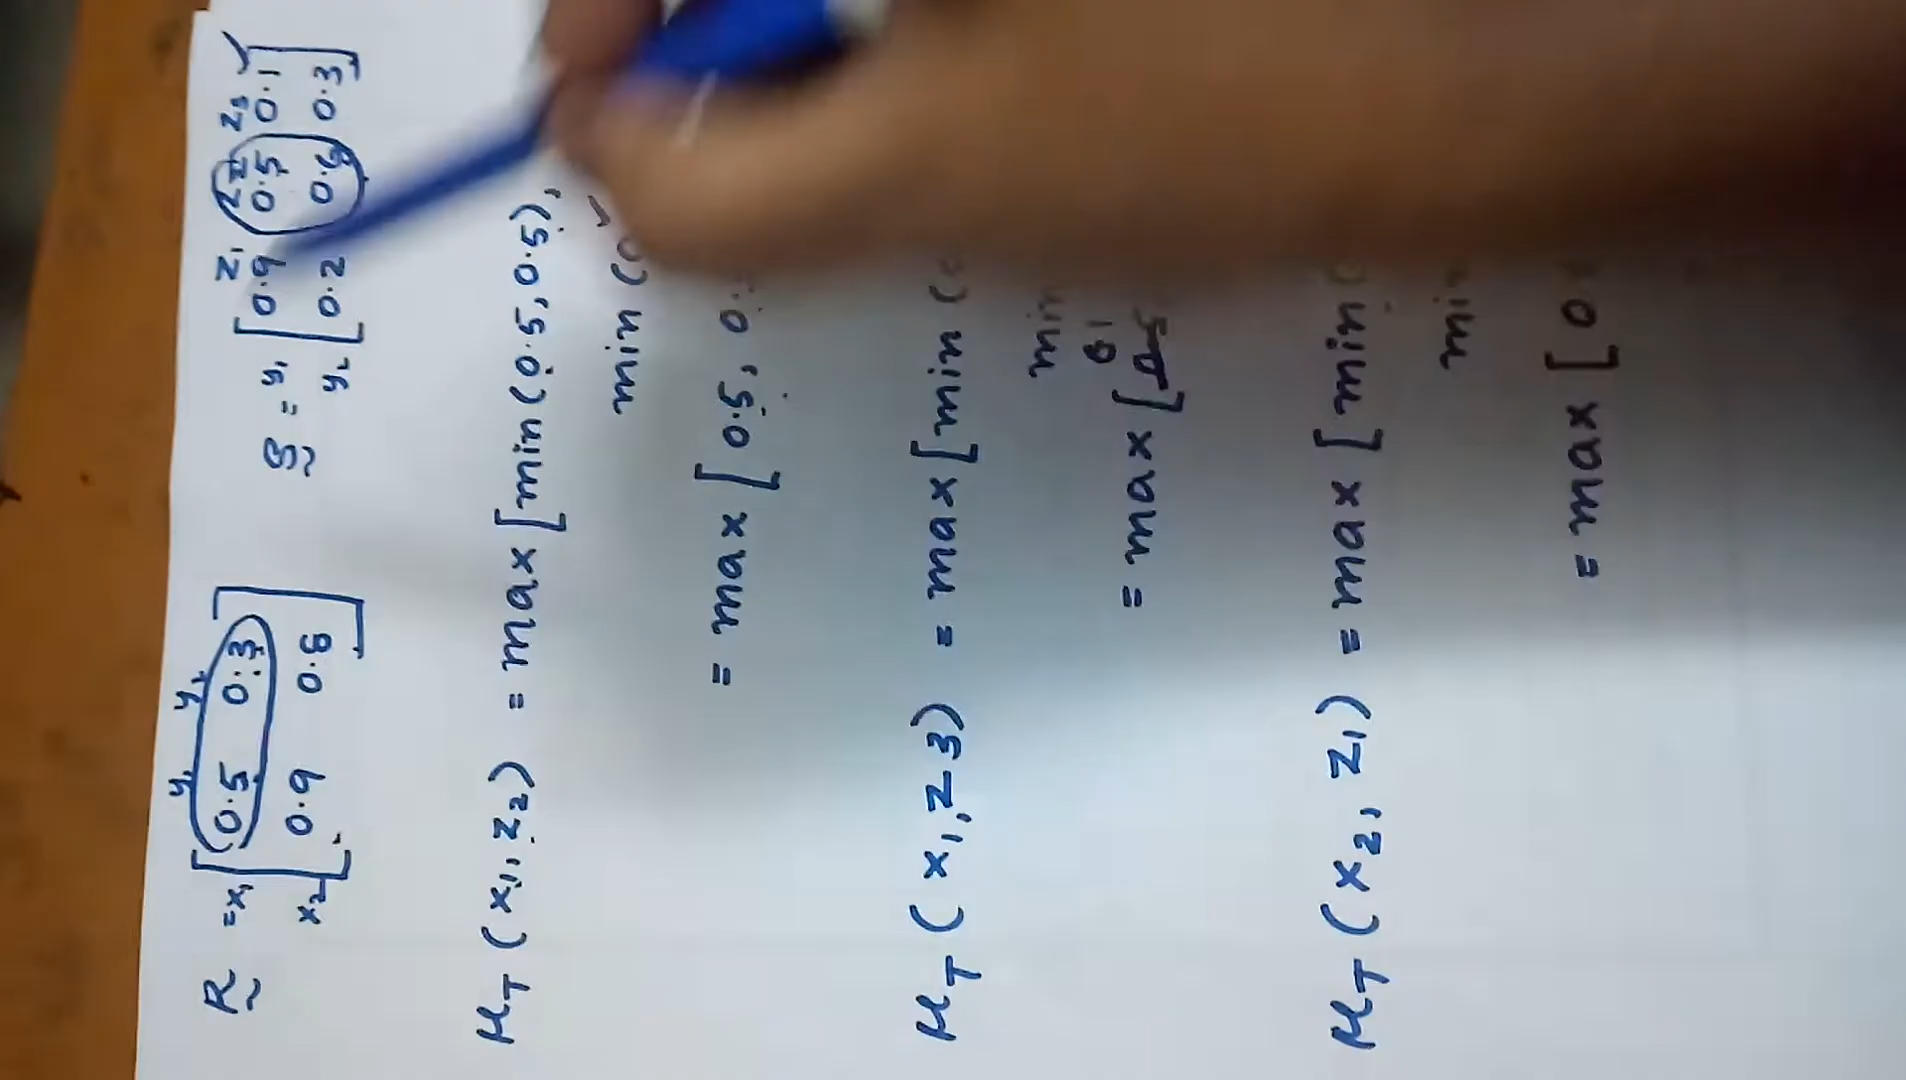 y₁ y₂ z₁ z₂ z₃
R = x₁ [ 0.5 0.3 ] S = y₁ [ 0.9 0.5 0.1 ]
x₂ [ 0.9 ] y₂ [ 0.2 0.3 ]
μT (x₁, z₂) = max [min (0.5, 0.5),
min (0
= max [0.5, 0.
μT (x₁, z3) = max [min (
min
0.1
= max [
μT (x₂, z₁) = max [min (
min
= max [0